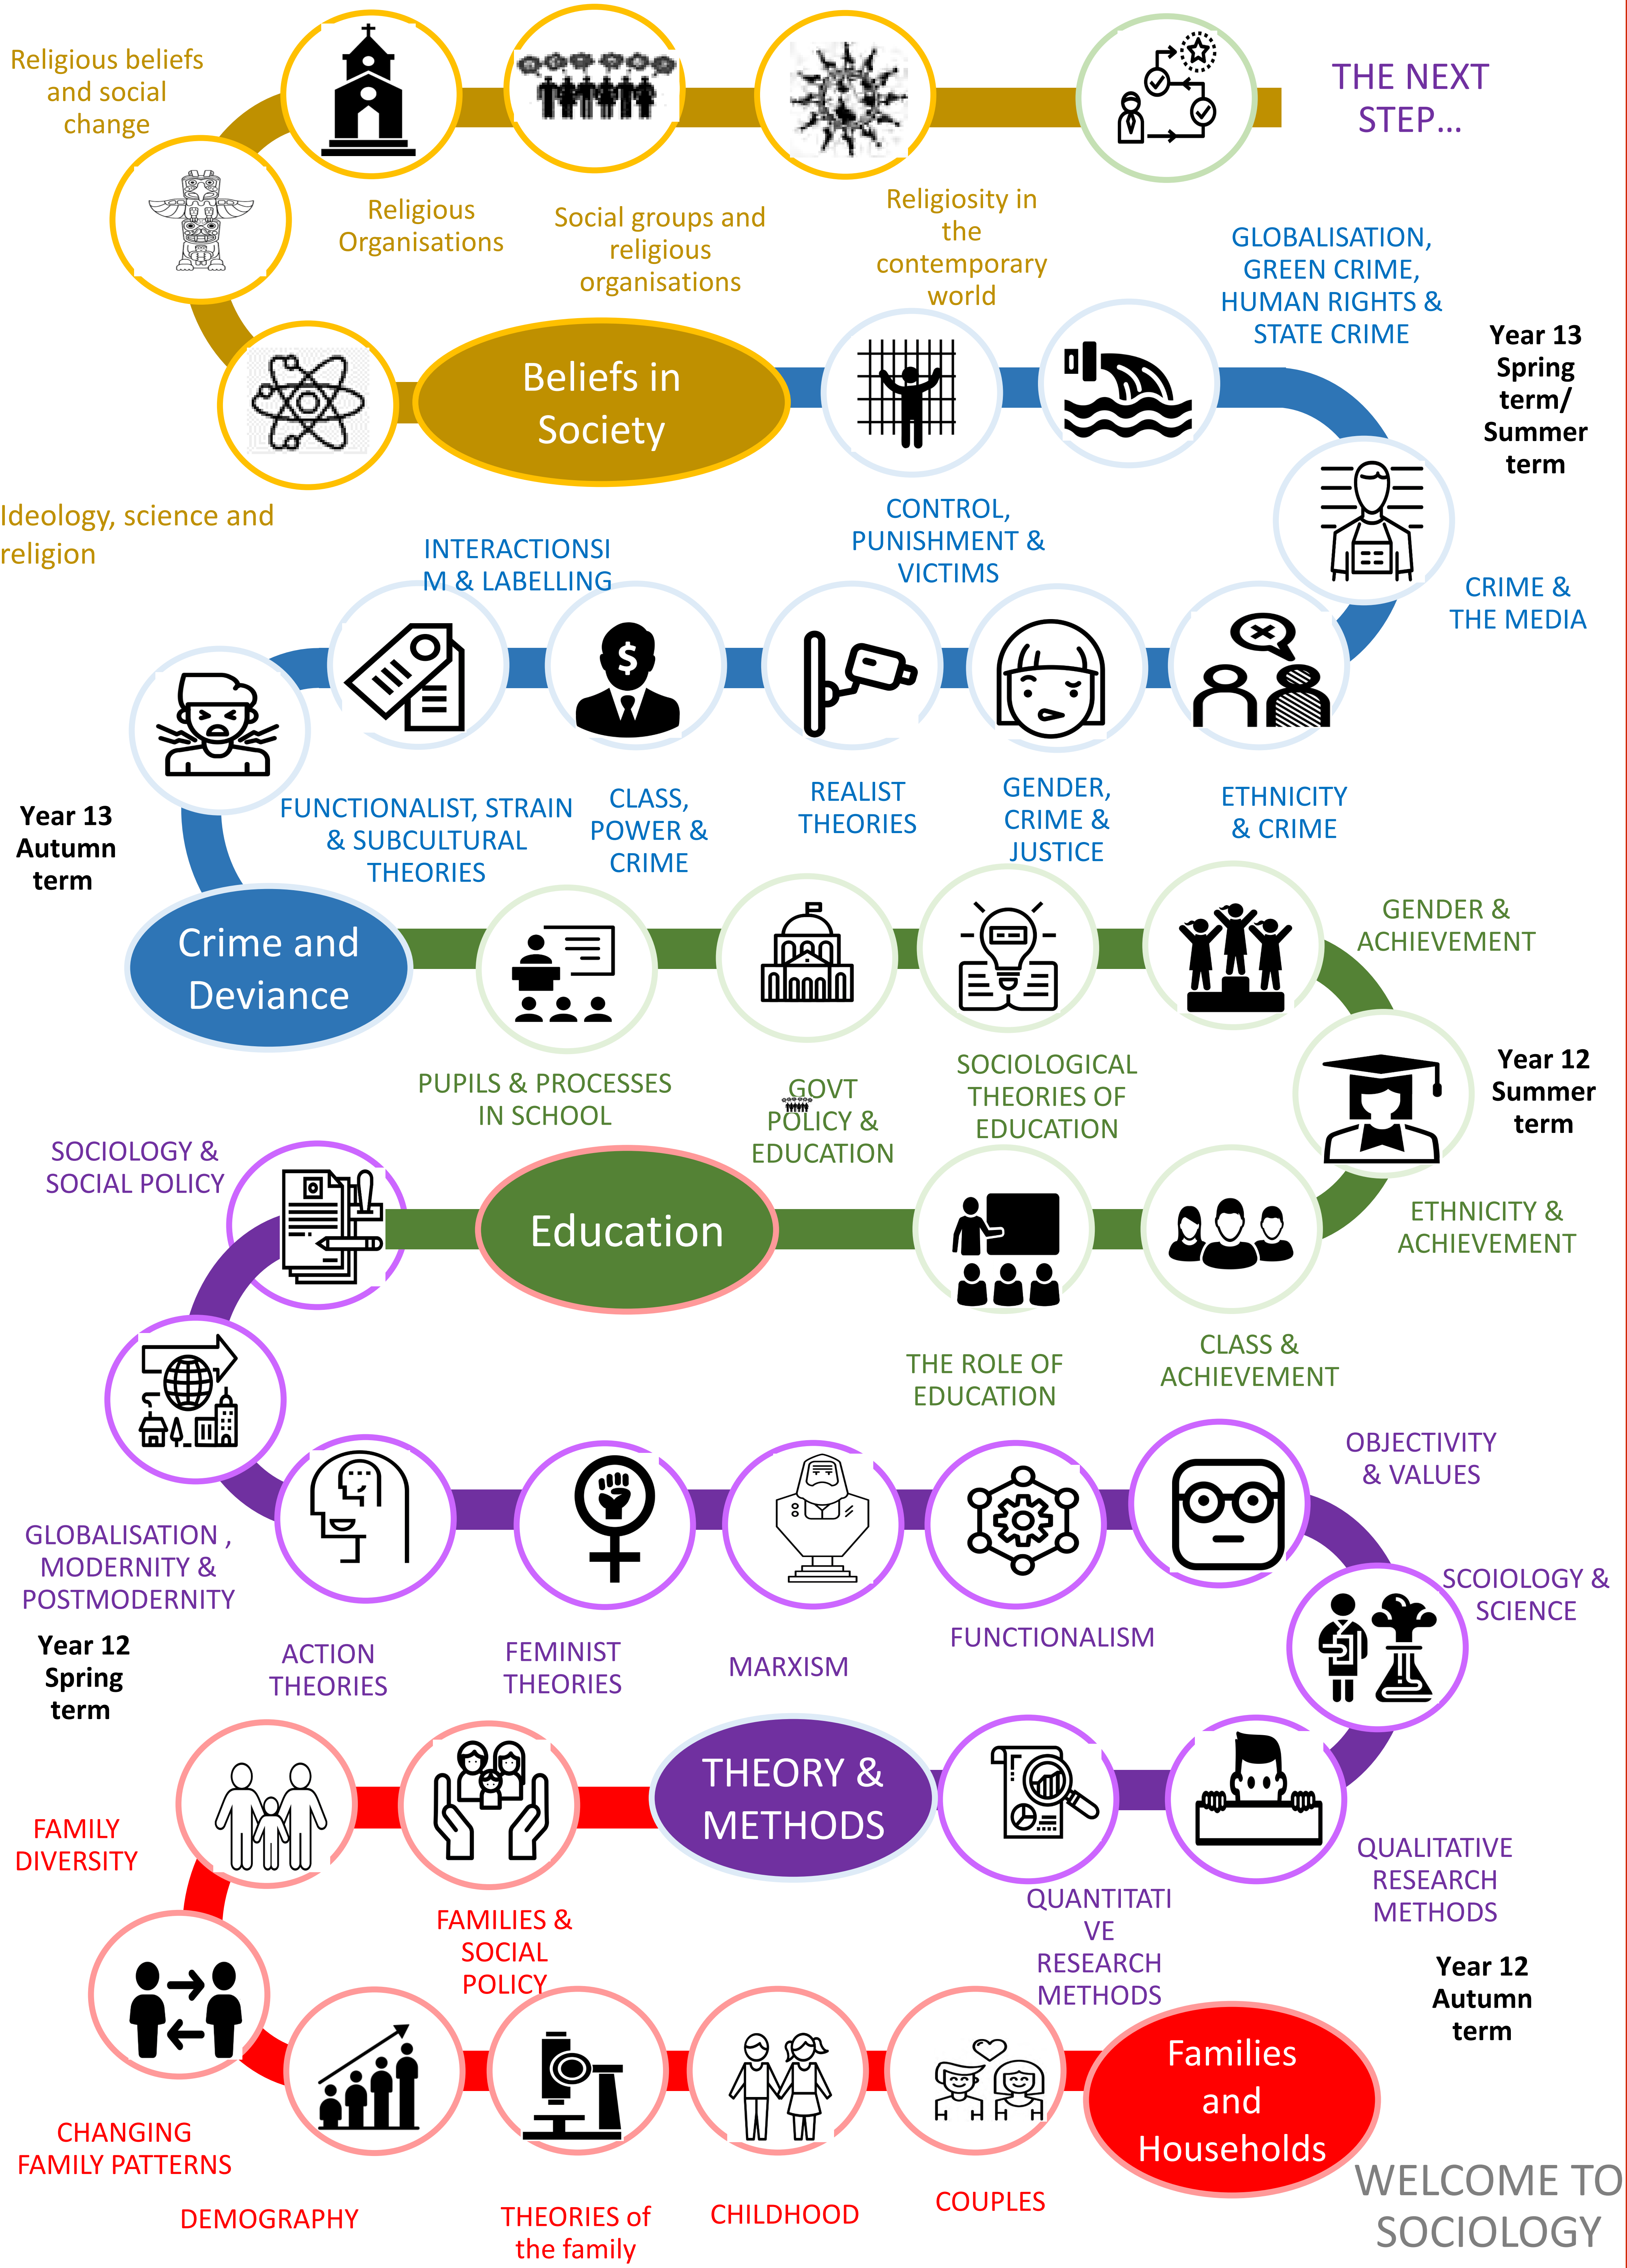 Religious beliefs
and social
change
THE NEXT
STEP...
Religious
Organisations
Social groups and
religious
organisations
Religiosity in
the
contemporary
world
GLOBALISATION,
GREEN CRIME,
HUMAN RIGHTS &
STATE CRIME
Year 13
Spring
term/
Summer
term
Beliefs in
Society
Ideology, science and
religion
INTERACTIONSI
M & LABELLING
CONTROL,
PUNISHMENT &
VICTIMS
CRIME &
THE MEDIA
$
Year 13
Autumn
term
FUNCTIONALIST, STRAIN
& SUBCULTURAL
THEORIES
CLASS,
POWER &
CRIME
REALIST
THEORIES
GENDER,
CRIME &
JUSTICE
ETHNICITY
& CRIME
Crime and
Deviance
GENDER &
ACHIEVEMENT
PUPILS & PROCESSES
IN SCHOOL
GOVT
POLICY &
EDUCATION
SOCIOLOGICAL
THEORIES OF
EDUCATION
Year 12
Summer
term
SOCIOLOGY &
SOCIAL POLICY
Education
ETHNICITY &
ACHIEVEMENT
THE ROLE OF
EDUCATION
CLASS &
ACHIEVEMENT
OBJECTIVITY
& VALUES
GLOBALISATION ,
MODERNITY &
POSTMODERNITY
SCOIOLOGY &
SCIENCE
Year 12
Spring
term
ACTION
THEORIES
FEMINIST
THEORIES
MARXISM
FUNCTIONALISM
THEORY &
METHODS
FAMILY
DIVERSITY
FAMILIES &
SOCIAL
POLICY
QUANTITATI
VE
RESEARCH
METHODS
QUALITATIVE
RESEARCH
METHODS
Year 12
Autumn
term
Families
and
Households
CHANGING
FAMILY PATTERNS
DEMOGRAPHY
THEORIES of
the family
CHILDHOOD
COUPLES
WELCOME TO
SOCIOLOGY